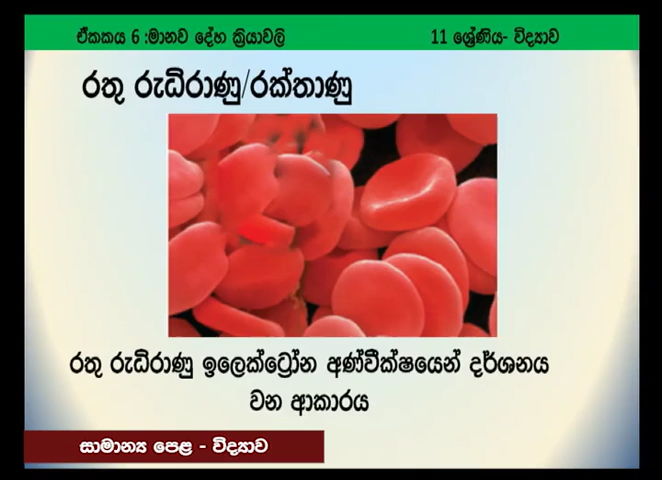 ඒකකය 6 :මානව දේහ ක්‍රියාවලි
11 ශ්‍රේණිය- විද්‍යාව
රතු රුධිරාණු/රක්තාණු
රතු රුධිරාණු ඉලෙක්ට්‍රෝන අණ්වීක්ෂයෙන් දර්ශනය
වන ආකාරය
සාමාන්‍ය පෙළ - විද්‍යාව